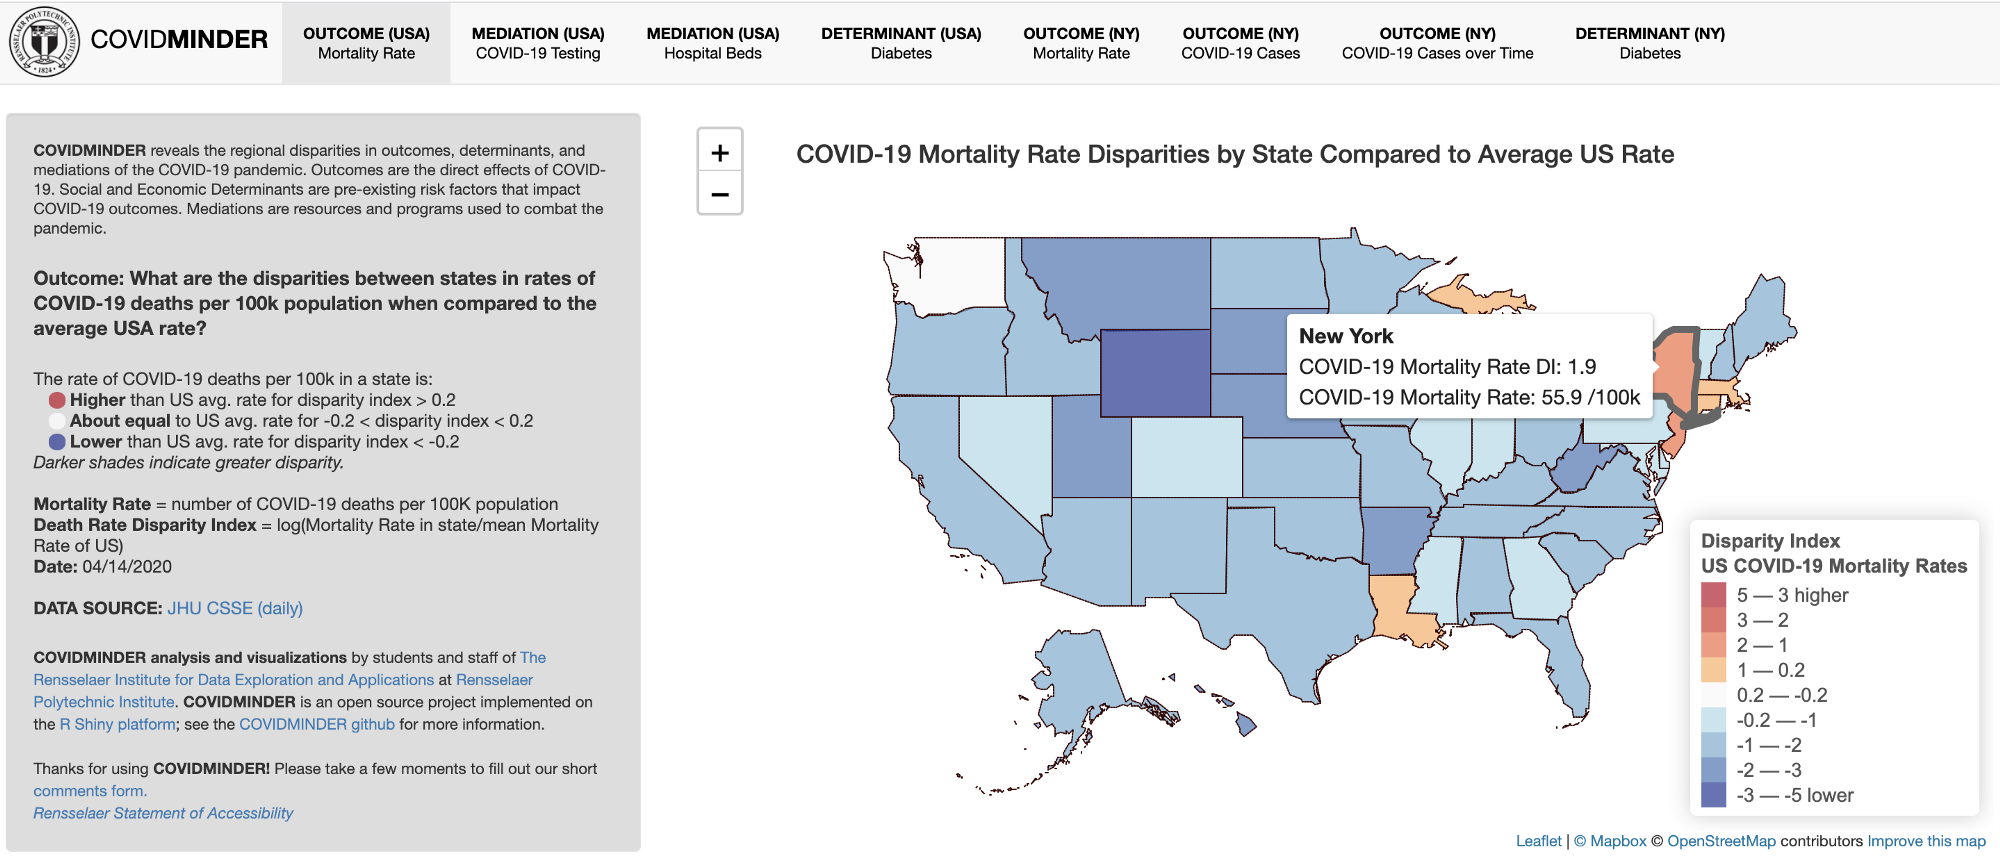 RENSSELAER POLYTECHNIC INSTITUTE
1824
COVIDMINDER
OUTCOME (USA)
Mortality Rate
MEDIATION (USA)
COVID-19 Testing
MEDIATION (USA)
Hospital Beds
DETERMINANT (USA)
Diabetes
OUTCOME (NY)
Mortality Rate
OUTCOME (NY)
COVID-19 Cases
OUTCOME (NY)
COVID-19 Cases over Time
DETERMINANT (NY)
Diabetes
COVIDMINDER reveals the regional disparities in outcomes, determinants, and
mediations of the COVID-19 pandemic. Outcomes are the direct effects of COVID-
19. Social and Economic Determinants are pre-existing risk factors that impact
COVID-19 outcomes. Mediations are resources and programs used to combat the
pandemic.
Outcome: What are the disparities between states in rates of
COVID-19 deaths per 100k population when compared to the
average USA rate?
The rate of COVID-19 deaths per 100k in a state is:
Higher than US avg. rate for disparity index > 0.2
About equal to US avg. rate for -0.2 < disparity index < 0.2
Lower than US avg. rate for disparity index < -0.2
Darker shades indicate greater disparity.
Mortality Rate = number of COVID-19 deaths per 100K population
Death Rate Disparity Index = log(Mortality Rate in state/mean Mortality
Rate of US)
Date: 04/14/2020
DATA SOURCE: JHU CSSE (daily)
COVIDMINDER analysis and visualizations by students and staff of The
Rensselaer Institute for Data Exploration and Applications at Rensselaer
Polytechnic Institute. COVIDMINDER is an open source project implemented on
the R Shiny platform; see the COVIDMINDER github for more information.
Thanks for using COVIDMINDER! Please take a few moments to fill out our short
comments form.
Rensselaer Statement of Accessibility
+
−
COVID-19 Mortality Rate Disparities by State Compared to Average US Rate
New York
COVID-19 Mortality Rate DI: 1.9
COVID-19 Mortality Rate: 55.9 /100k
Disparity Index
US COVID-19 Mortality Rates
5 — 3 higher
3 — 2
2 — 1
1 — 0.2
0.2 — -0.2
-0.2 — -1
-1 — -2
-2 — -3
-3 — -5 lower
Leaflet | © Mapbox © OpenStreetMap contributors Improve this map